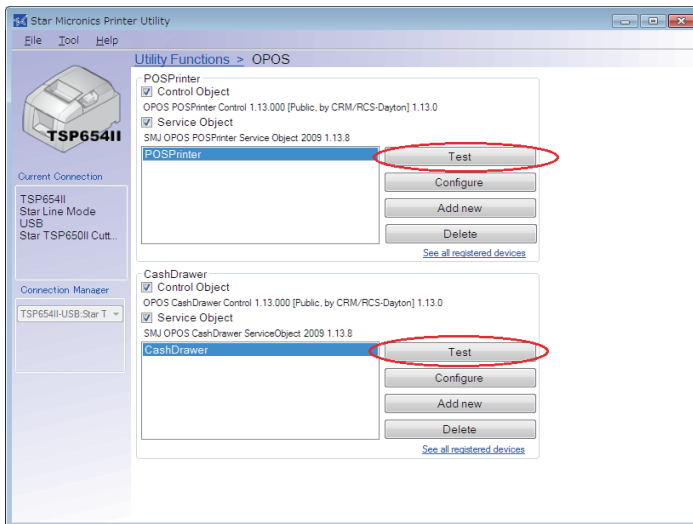 Star Micronics Printer Utility
File Tool Help
Utility Functions > OPOS
TSP654II
Current Connection
TSP654II
Star Line Mode
USB
Star TSP650II Cutt...
Connection Manager
TSP654II-USB:Star T
POSPrinter
Control Object
OPOS POSPrinter Control 1.13.000 [Public, by CRM/RCS-Dayton] 1.13.0
Service Object
SMJ OPOS POSPrinter Service Object 2009 1.13.8
POSPrinter
Test
Configure
Add new
Delete
See all registered devices
CashDrawer
Control Object
OPOS CashDrawer Control 1.13.000 [Public, by CRM/RCS-Dayton] 1.13.0
Service Object
SMJ OPOS CashDrawer ServiceObject 2009 1.13.8
CashDrawer
Test
Configure
Add new
Delete
See all registered devices